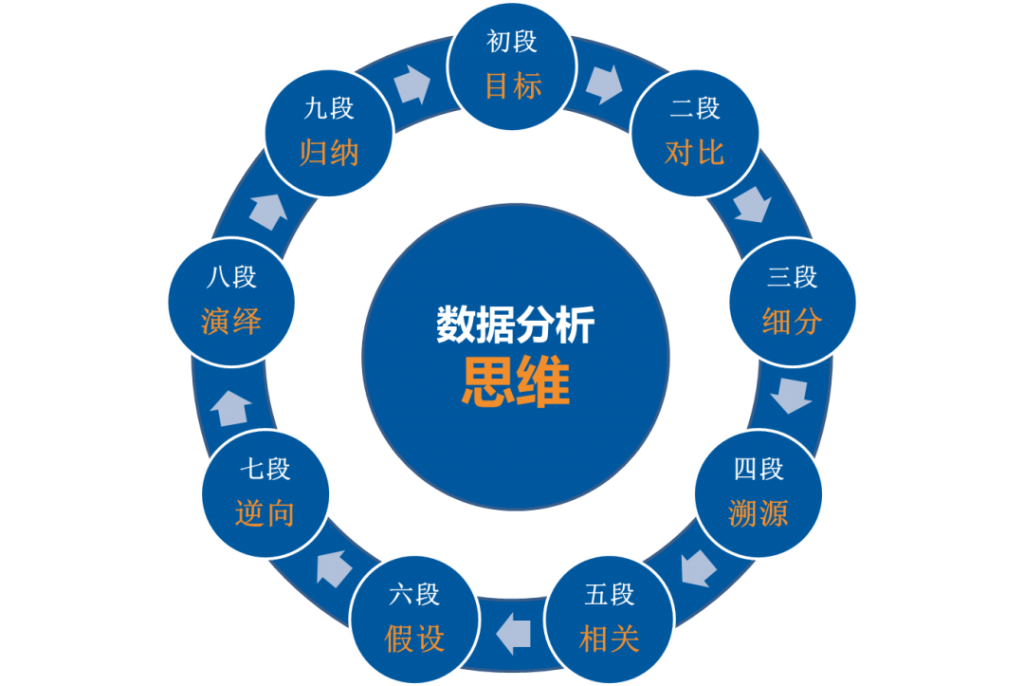 初段
目标
二段
对比
三段
细分
四段
溯源
五段
相关
六段
假设
七段
逆向
八段
演绎
九段
归纳
数据分析
思维